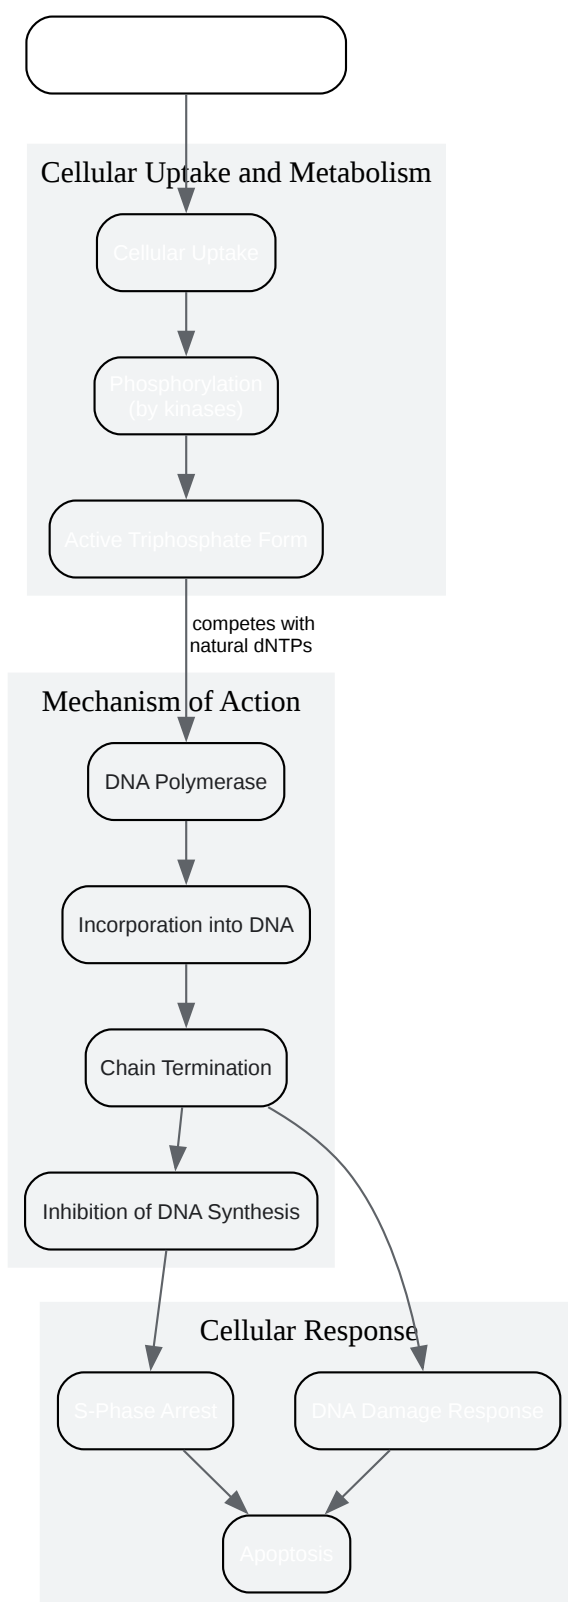 Cellular Uptake and Metabolism
Cellular Uptake
Phosphorylation
(by kinases)
Active Triphosphate Form
competes with
natural dNTPs
Mechanism of Action
DNA Polymerase
Incorporation into DNA
Chain Termination
Inhibition of DNA Synthesis
Cellular Response
S-Phase Arrest
DNA Damage Response
Apoptosis